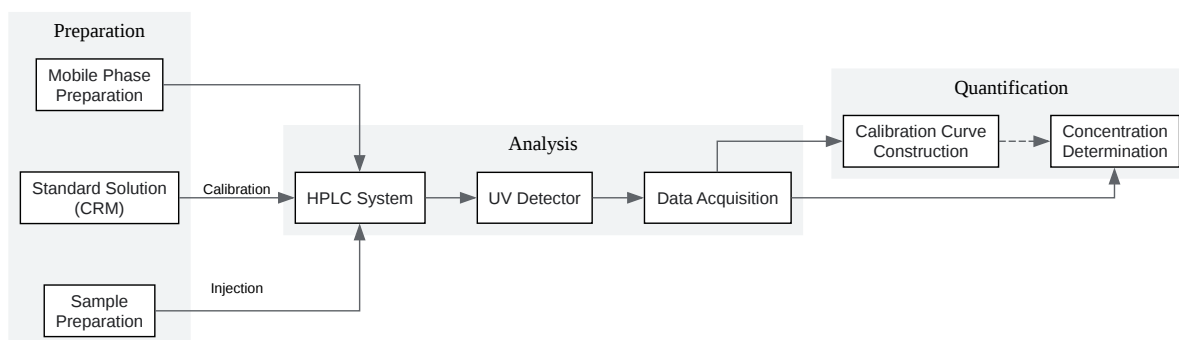 Preparation
Mobile Phase
Preparation
Standard Solution
(CRM)
Sample
Preparation
Calibration
Injection
Analysis
HPLC System
UV Detector
Data Acquisition
Quantification
Calibration Curve
Construction
Concentration
Determination